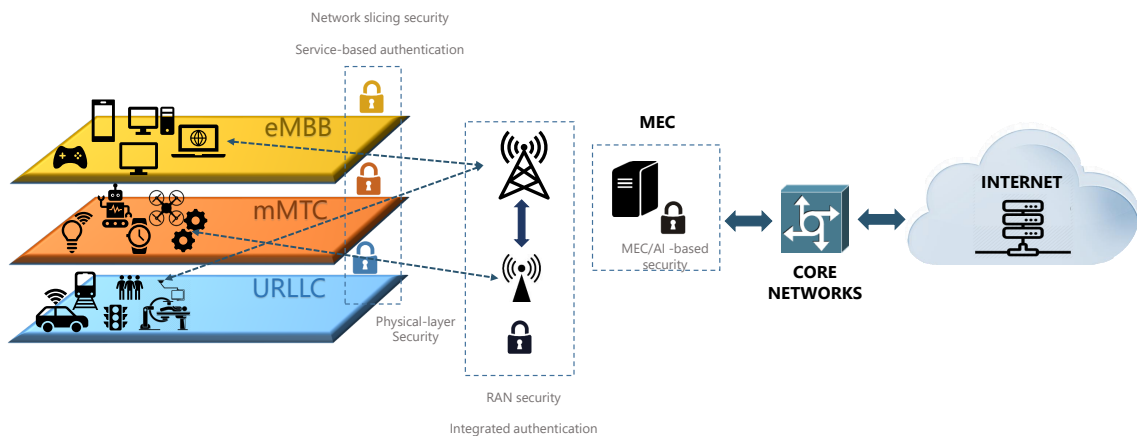 Network slicing security
Service-based authentication
eMBB
mMTC
URLLC
Physical-layer
Security
RAN security
Integrated authentication
MEC
MEC/AI -based
security
CORE
NETWORKS
INTERNET